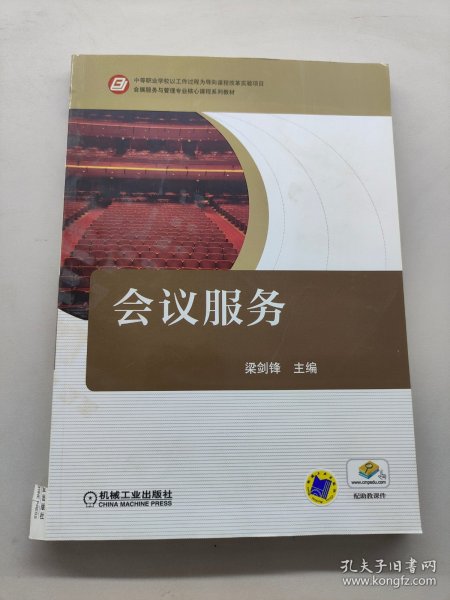 中等职业学校以工作过程为导向课程改革实验项目
会展服务与管理专业核心课程系列教材
会议服务
梁剑锋 主编
机械工业出版社
CHINA MACHINE PRESS
www.cmpedu.com
配助教课件
孔夫子旧书网
www.kongfz.com